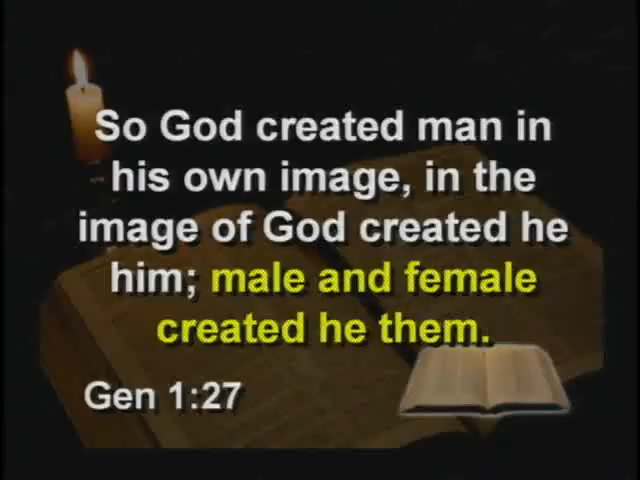 So God created man in
his own image, in the
image of God created he
him; male and female
created he them.
Gen 1:27